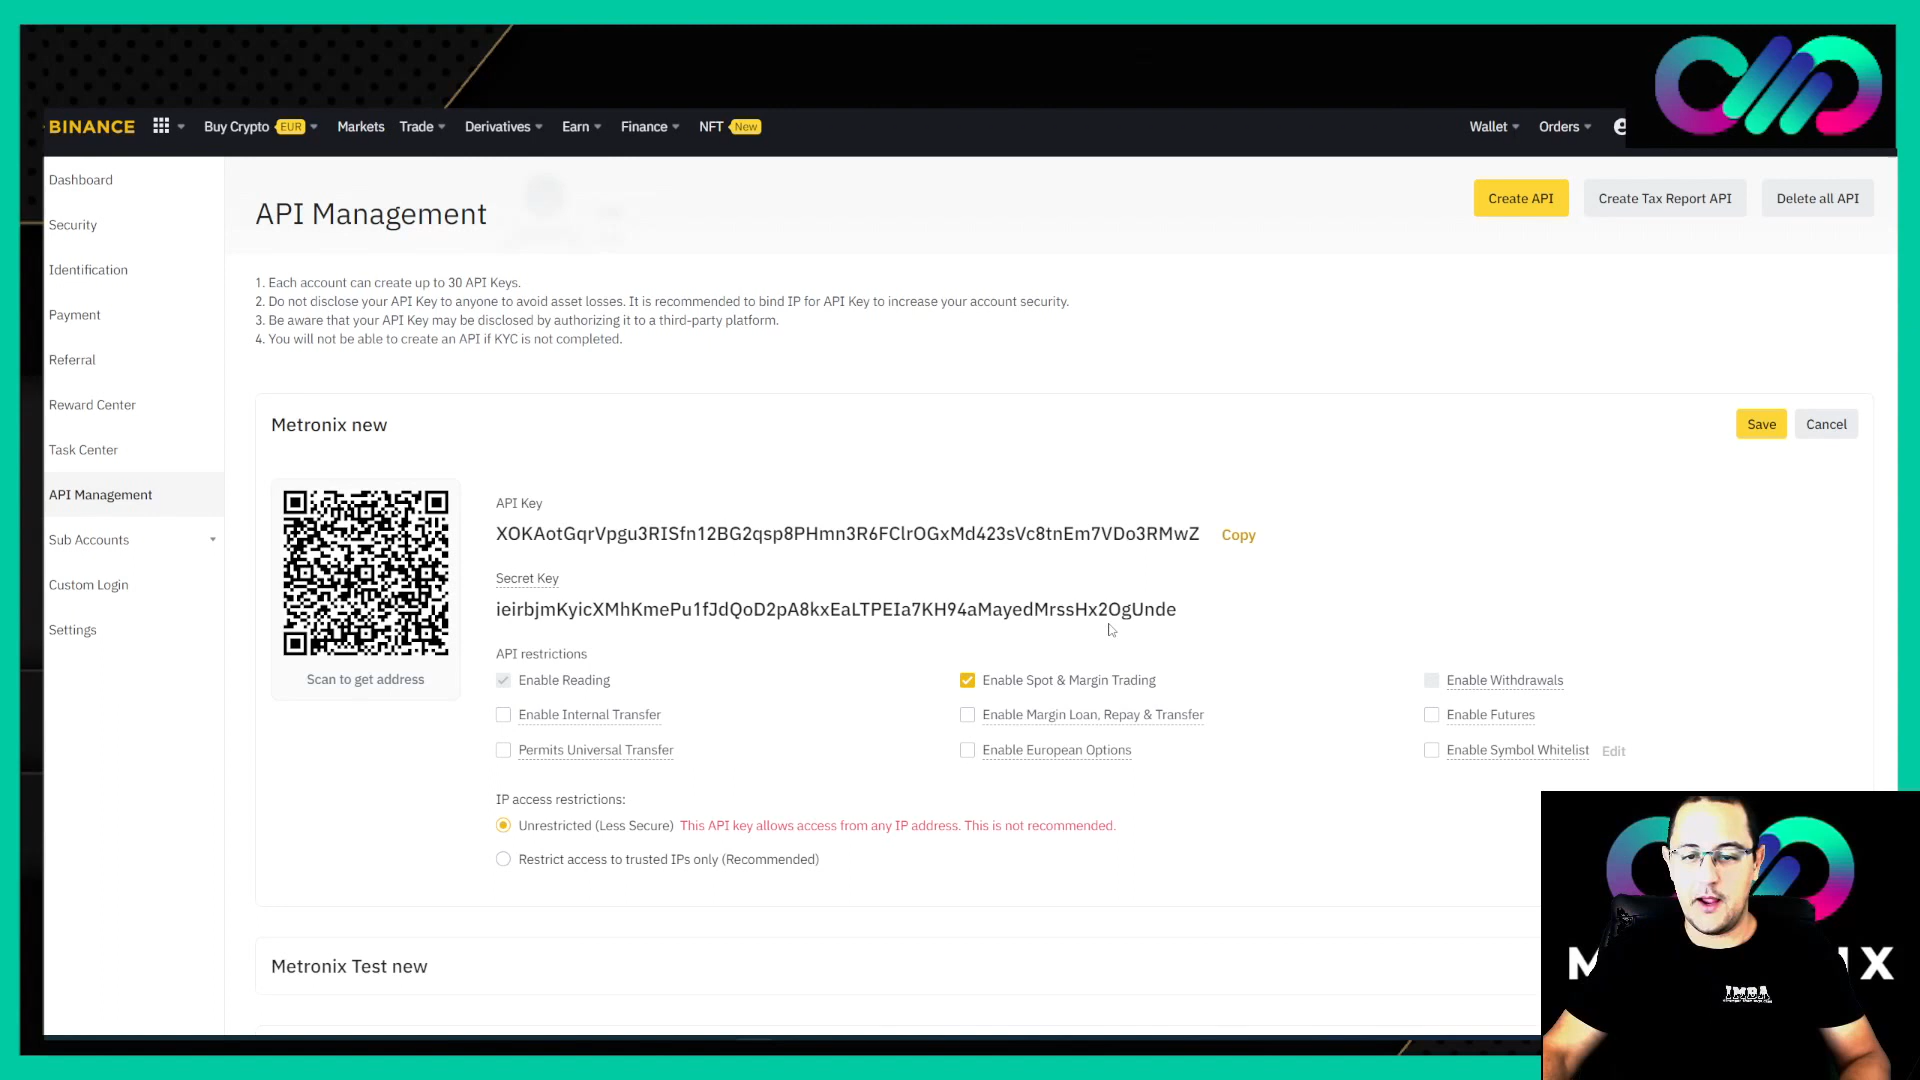 BINANCE
Buy Crypto EUR
Markets
Trade
Derivatives
Earn
Finance
NFT New
Wallet
Orders
Dashboard
Security
Identification
Payment
Referral
Reward Center
Task Center
API Management
Sub Accounts
Custom Login
Settings
API Management
Create API
Create Tax Report API
Delete all API
1. Each account can create up to 30 API Keys.
2. Do not disclose your API Key to anyone to avoid asset losses. It is recommended to bind IP for API Key to increase your account security.
3. Be aware that your API Key may be disclosed by authorizing it to a third-party platform.
4. You will not be able to create an API if KYC is not completed.
Metronix new
Save
Cancel
Scan to get address
API Key
XOKAotGqrVpgu3RISfn12BG2qsp8PHmn3R6FClrOGxMd423sVc8tnEm7VDo3RMwZ
Copy
Secret Key
ieirbjmKyicXMhKmePu1fJdQoD2pA8kxEaLTPEIa7KH94aMayedMrssHx2OgUnde
API restrictions
Enable Reading
Enable Spot & Margin Trading
Enable Withdrawals
Enable Internal Transfer
Enable Margin Loan, Repay & Transfer
Enable Futures
Permits Universal Transfer
Enable European Options
Enable Symbol Whitelist Edit
IP access restrictions:
Unrestricted (Less Secure) This API key allows access from any IP address. This is not recommended.
Restrict access to trusted IPs only (Recommended)
Metronix Test new
IMBA